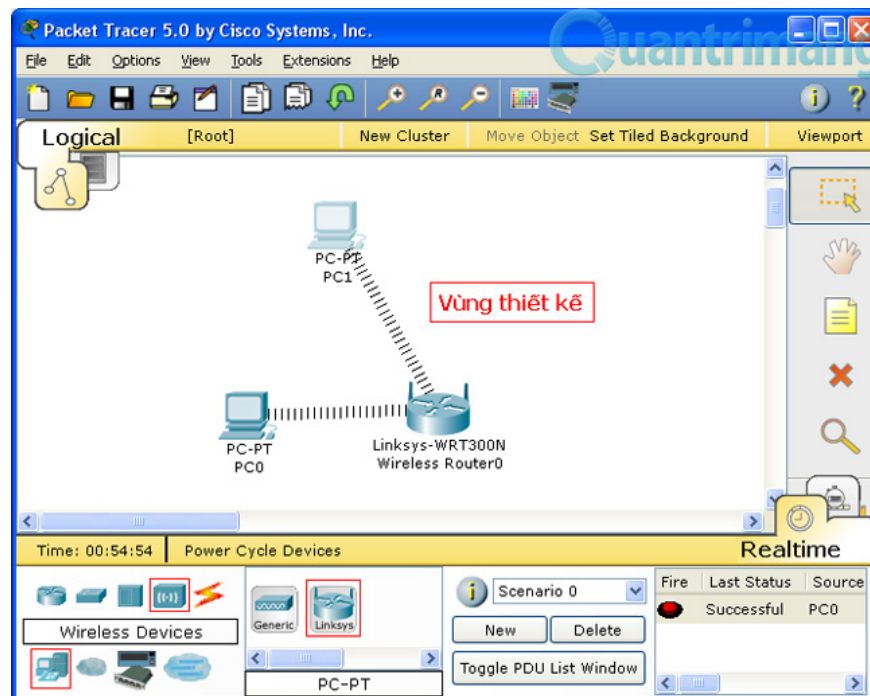 Packet Tracer 5.0 by Cisco Systems, Inc.
Quantrimang
File Edit Options View Tools Extensions Help
Logical [Root] New Cluster Move Object Set Tiled Background Viewport
PC-PT
PC1
Vùng thiết kế
PC-PT
PC0
Linksys-WRT300N
Wireless Router0
Time: 00:54:54 Power Cycle Devices Realtime
Fire Last Status Source
Scenario 0
Successful PC0
Generic Linksys
Wireless Devices
New Delete
Toggle PDU List Window
PC-PT